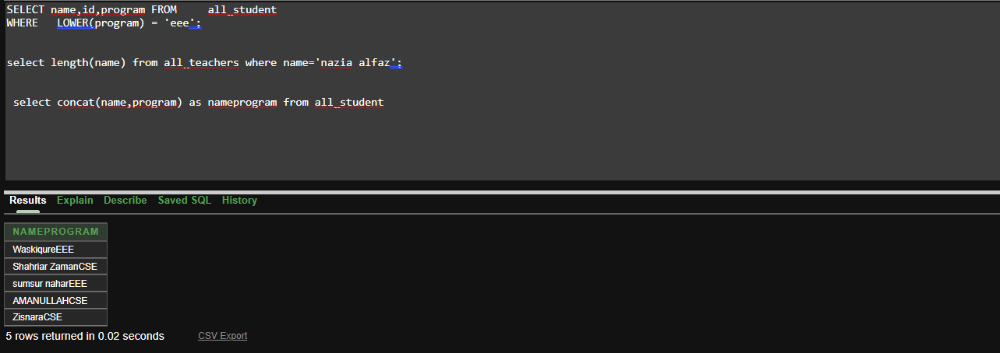 SELECT name,id,program FROM     all_student
WHERE   LOWER(program) = 'eee';
select length(name) from all_teachers where name='nazia alfaz';
select concat(name,program) as nameprogram from all_student
Results Explain Describe Saved SQL History
NAMEPROGRAM
WaskiqureEEE
Shahriar ZamanCSE
sumsur naharEEE
AMANULLAHCSE
ZisnaraCSE
5 rows returned in 0.02 seconds CSV Export